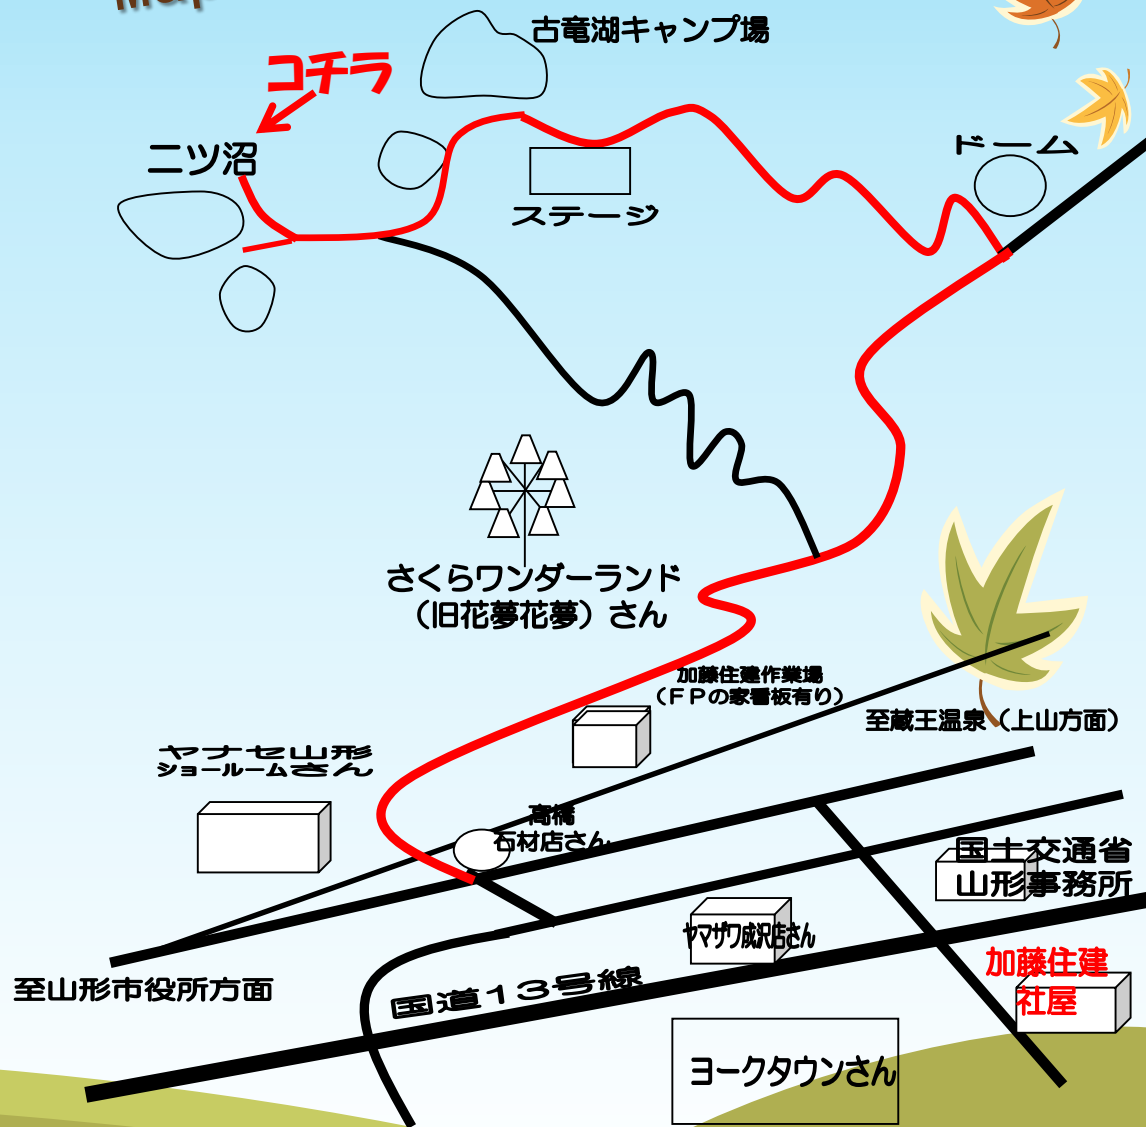 Map
古竜湖キャンプ場
コチラ
二ツ沼
ドーム
ステージ
さくらワンダーランド
（旧花夢花夢）さん
加藤住建作業場
（ＦＰの家看板有り）
至蔵王温泉（上山方面）
ヤナセ山形
ショールームさん
高橋
石材店さん
国土交通省
山形事務所
ヤマザワ成沢店さん
加藤住建
社屋
至山形市役所方面
国道１３号線
ヨークタウンさん